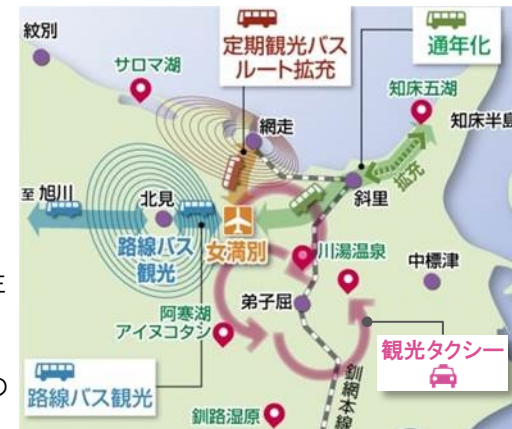 紋別
サロマ湖
定期観光バス
ルート拡充
通年化
知床五湖
知床半島
網走
拡充
斜里
至 旭川
北見
路線バス
観光
女満別
川湯温泉
中標津
弟子屈
阿寒湖
アイヌコタン
観光タクシー
の
路線バス観光
釧網本線
釧路湿原